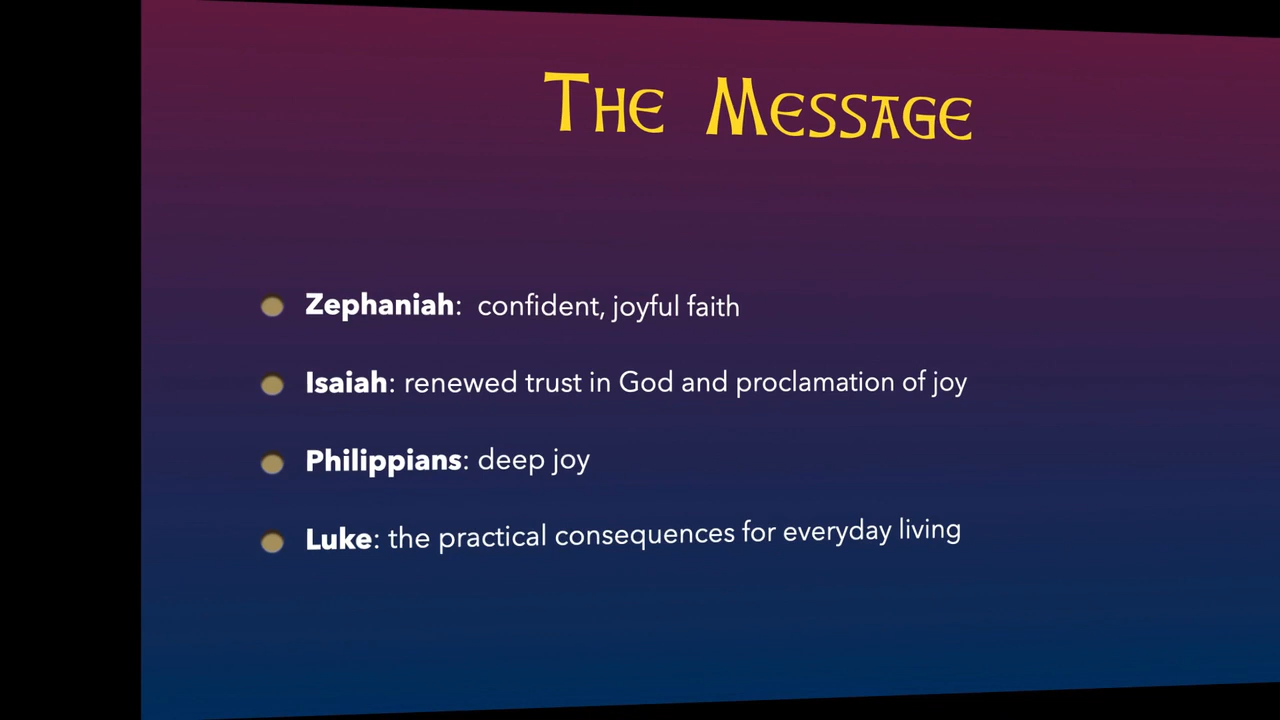 The Message
Zephaniah: confident, joyful faith
Isaiah: renewed trust in God and proclamation of joy
Philippians: deep joy
Luke: the practical consequences for everyday living